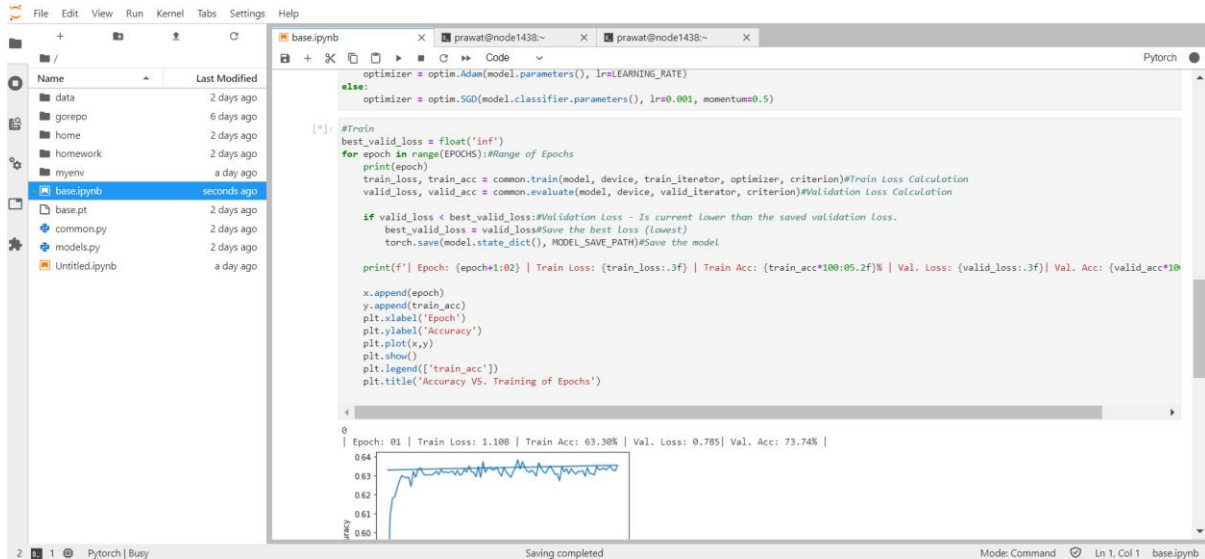 File Edit View Run Kernel Tabs Settings Help
/
Name Last Modified
data 2 days ago
gorepo 6 days ago
home 2 days ago
homework 2 days ago
myenv a day ago
base.ipynb seconds ago
base.pt 2 days ago
common.py 2 days ago
models.py 2 days ago
Untitled.ipynb a day ago
base.ipynb prawat@node1438:~ prawat@node1438:~
Code Pytorch
optimizer = optim.Adam(model.parameters(), lr=LEARNING_RATE)
else:
optimizer = optim.SGD(model.classifier.parameters(), lr=0.001, momentum=0.5)
[*]: #Train
best_valid_loss = float('inf')
for epoch in range(EPOCHS):#Range of Epochs
print(epoch)
train_loss, train_acc = common.train(model, device, train_iterator, optimizer, criterion)#Train Loss Calculation
valid_loss, valid_acc = common.evaluate(model, device, valid_iterator, criterion)#Validation Loss Calculation
if valid_loss < best_valid_loss:#Validation Loss - Is current lower than the saved validation loss.
best_valid_loss = valid_loss#Save the best loss (lowest)
torch.save(model.state_dict(), MODEL_SAVE_PATH)#Save the model
print(f'| Epoch: {epoch+1:02} | Train Loss: {train_loss:.3f} | Train Acc: {train_acc*100:05.2f}% | Val. Loss: {valid_loss:.3f}| Val. Acc: {valid_acc*10
x.append(epoch)
y.append(train_acc)
plt.xlabel('Epoch')
plt.ylabel('Accuracy')
plt.plot(x,y)
plt.show()
plt.legend(['train_acc'])
plt.title('Accuracy VS. Training of Epochs')
0
| Epoch: 01 | Train Loss: 1.108 | Train Acc: 63.30% | Val. Loss: 0.785| Val. Acc: 73.74% |
0.64
0.63
0.62
0.61
0.60
uracy
2 1 Pytorch | Busy Saving completed Mode: Command Ln 1, Col 1 base.ipynb